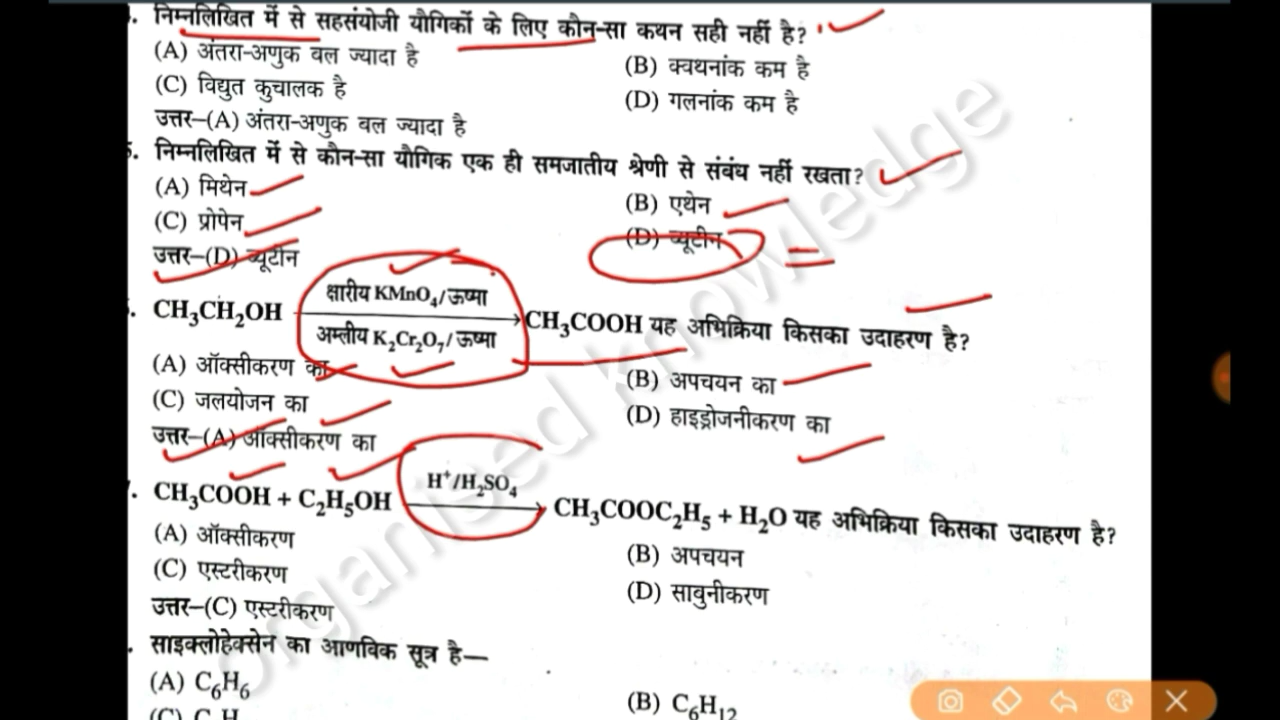 . निम्नलिखित में से सहसंयोजी यौगिकों के लिए कौन-सा कथन सही नहीं है?
(A) अंतरा-अणुक बल ज्यादा है
(B) क्वथनांक कम है
(C) विद्युत कुचालक है
(D) गलनांक कम है
उत्तर–(A) अंतरा-अणुक बल ज्यादा है
. निम्नलिखित में से कौन-सा यौगिक एक ही समजातीय श्रेणी से संबंध नहीं रखता?
(A) मिथेन
(B) एथेन
(C) प्रोपेन
(D) ब्यूटीन
उत्तर–(D) ब्यूटीन
. CH₃CH₂OH क्षारीय KMnO₄/ऊष्मा अम्लीय K₂Cr₂O₇/ऊष्मा → CH₃COOH यह अभिक्रिया किसका उदाहरण है?
(A) ऑक्सीकरण का
(B) अपचयन का
(C) जलयोजन का
(D) हाइड्रोजनीकरण का
उत्तर–(A) ऑक्सीकरण का
. CH₃COOH + C₂H₅OH H⁺/H₂SO₄ → CH₃COOC₂H₅ + H₂O यह अभिक्रिया किसका उदाहरण है?
(A) ऑक्सीकरण
(B) अपचयन
(C) एस्टरीकरण
(D) साबुनीकरण
उत्तर–(C) एस्टरीकरण
. साइक्लोहेक्सेन का आणविक सूत्र है—
(A) C₆H₆
(B) C₆H₁₂
organised knowledge